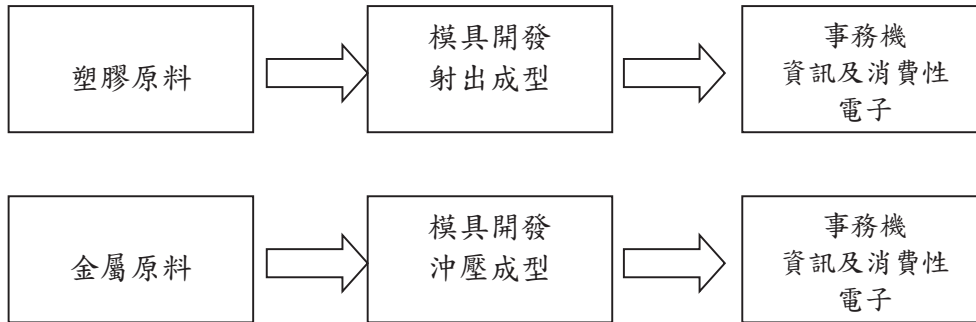 塑膠原料
模具開發
射出成型
事務機
資訊及消費性
電子
金屬原料
模具開發
沖壓成型
事務機
資訊及消費性
電子